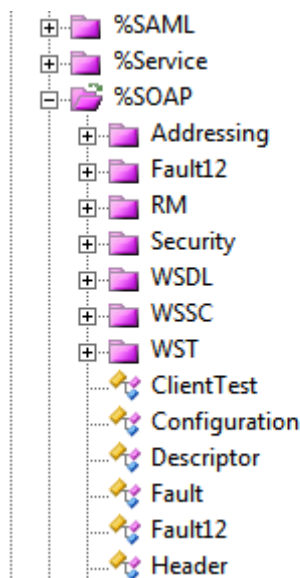 %SAML
%Service
%SOAP
Addressing
Fault12
RM
Security
WSDL
WSSC
WST
ClientTest
Configuration
Descriptor
Fault
Fault12
Header